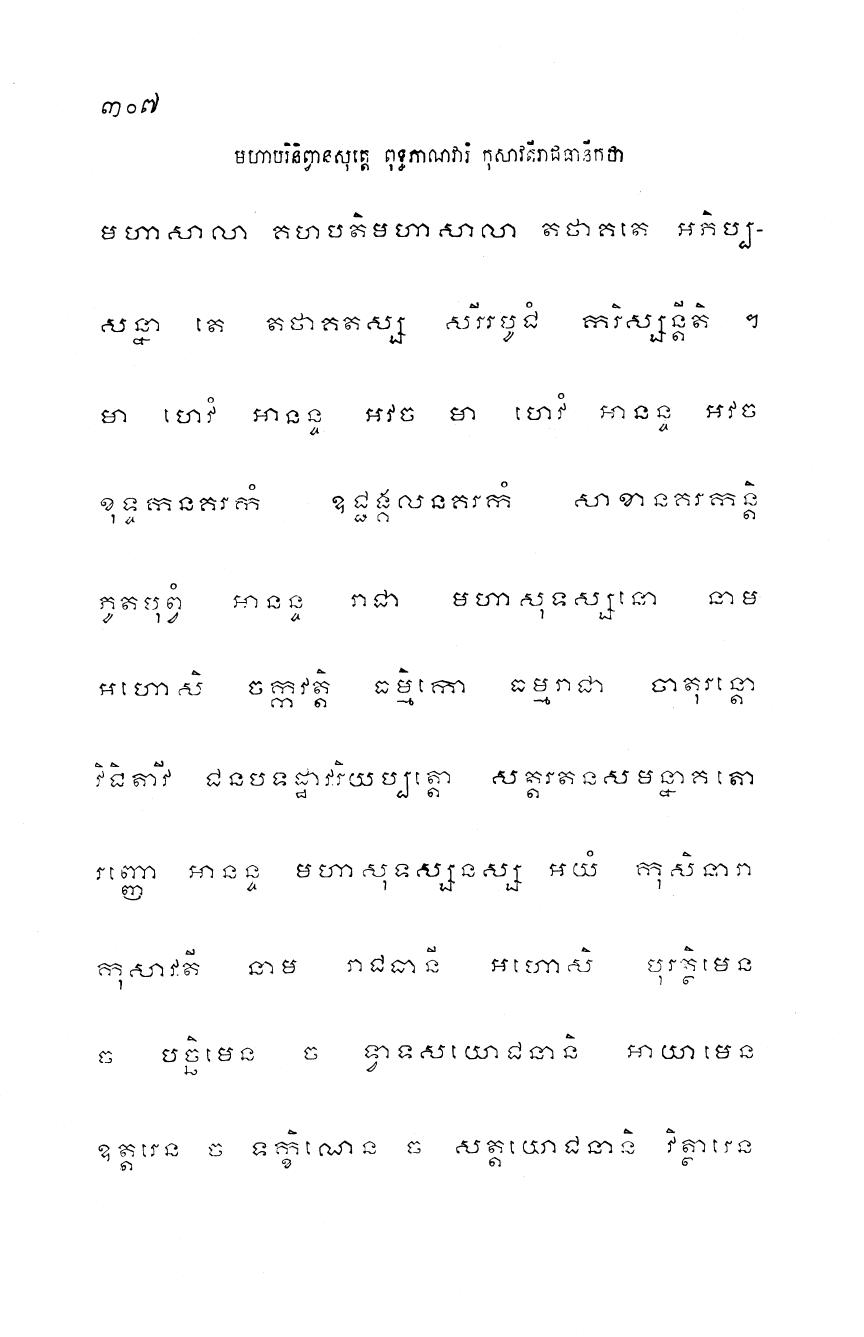 ៣០៧
មហាបរិនិព្វានសុត្តេ ពុទ្ធភាណវារំ កុសាវតីរាជធានីកថា
មហាសាលា គហបតិមហាសាលា តថាគតេ អភិប្ប-
សន្នា តេ តថាគតស្ស សរីរបូជំ ករិស្សន្តីតិ ។
មា ហេវំ អានន្ទ អវច មា ហេវំ អានន្ទ អវច
ខុទ្ទកនគរកំ ឧជ្ជង្គលនគរកំ សាខានគរកន្តិ
ភូតបុព្វំ អានន្ទ រាជា មហាសុទស្សនោ នាម
អហោសិ ចក្កវត្តិ ធម្មិកោ ធម្មរាជា ចាតុរន្តោ
វិជិតាវី ជនបទដ្ឋាវរិយប្បត្តោ សត្តរតនសមន្នាគតោ
រញ្ញោ អានន្ទ មហាសុទស្សនស្ស អយំ កុសិនារា
កុសាវតី នាម រាជធានី អហោសិ បុរត្ថិមេន
ច បច្ឆិមេន ច ទ្វាទសយោជនានិ អាយាមេន
ឧត្តរេន ច ទក្ខិណេន ច សត្តយោជនានិ វិត្ថារេន